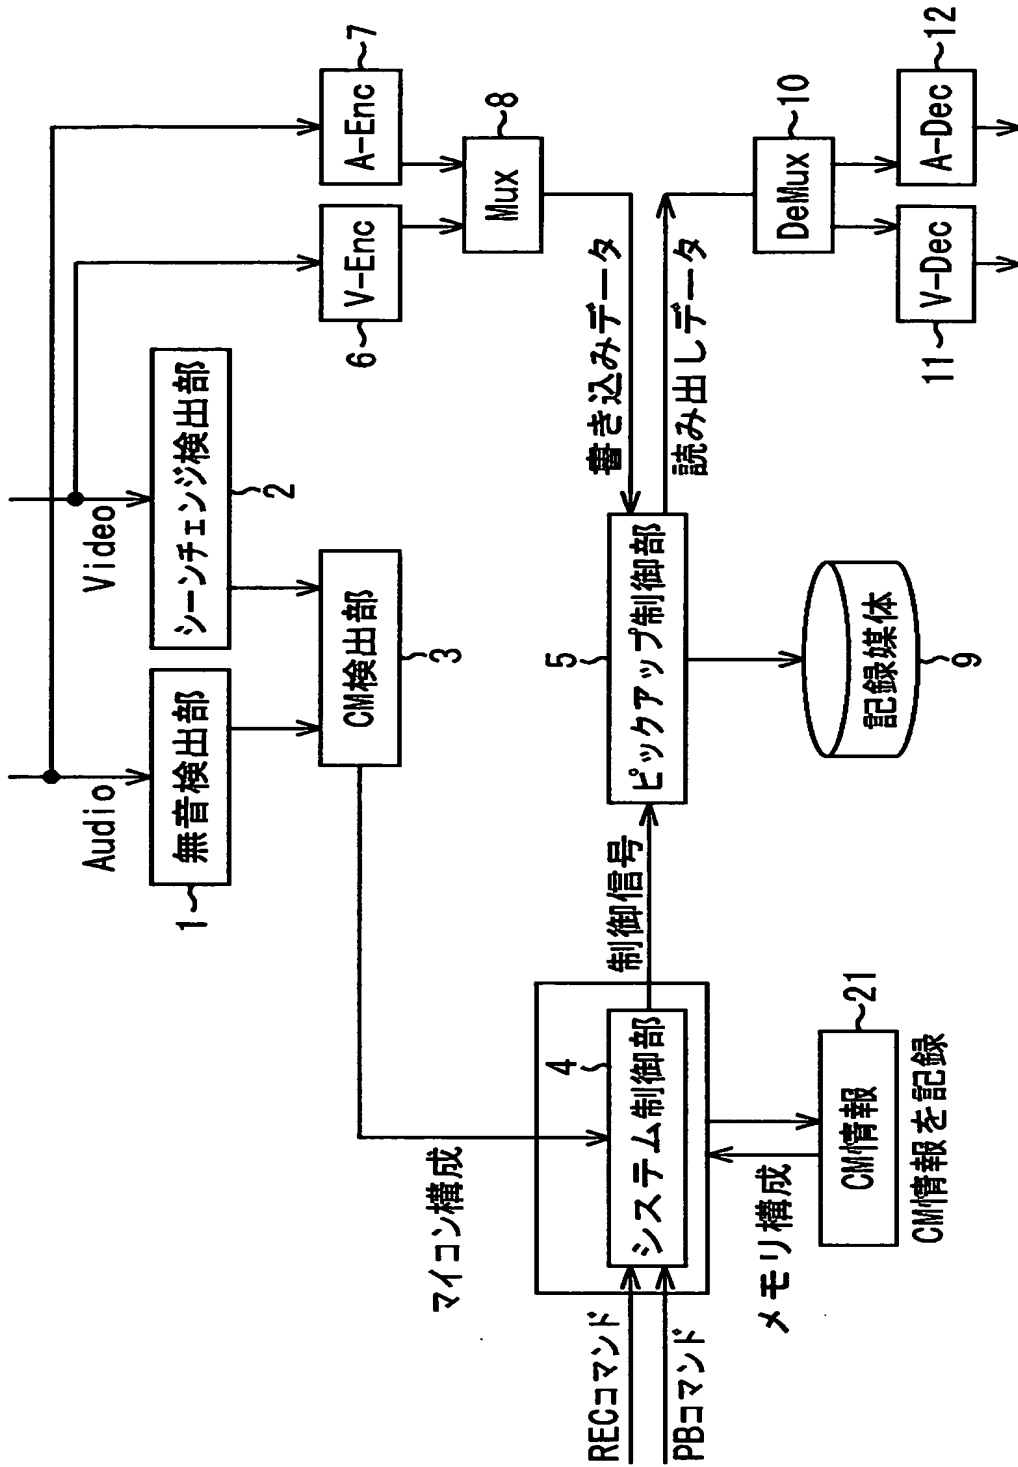 Audio
Video
無音検出部
1
シーンチェンジ検出部
2
CM検出部
3
V-Enc
6
A-Enc
7
Mux
8
マイコン構成
RECコマンド
PBコマンド
システム制御部
4
制御信号
ピックアップ制御部
5
書き込みデータ
読み出しデータ
DeMux
10
V-Dec
11
A-Dec
12
メモリ構成
CM情報
21
CM情報を記録
記録媒体
9